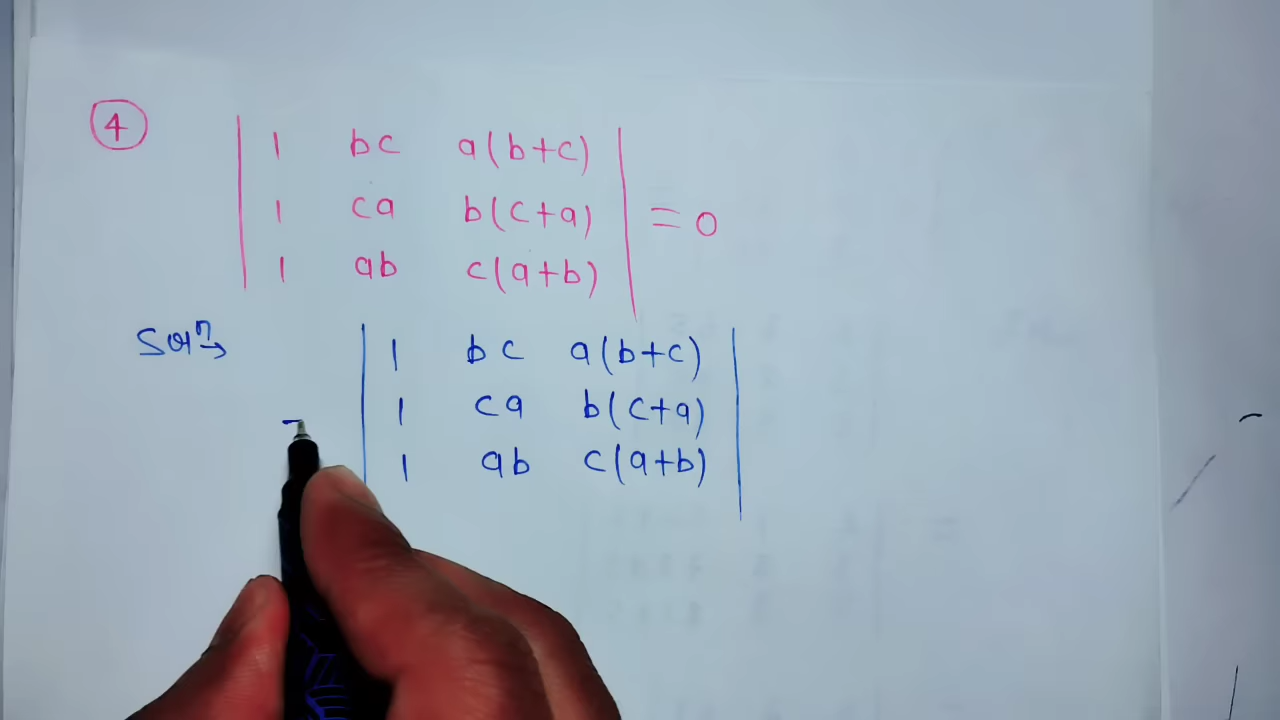 4
1 bc a(b+c)
1 ca b(c+a) = 0
1 ab c(a+b)
Solⁿ→
1 bc a(b+c)
1 ca b(c+a)
1 ab c(a+b)